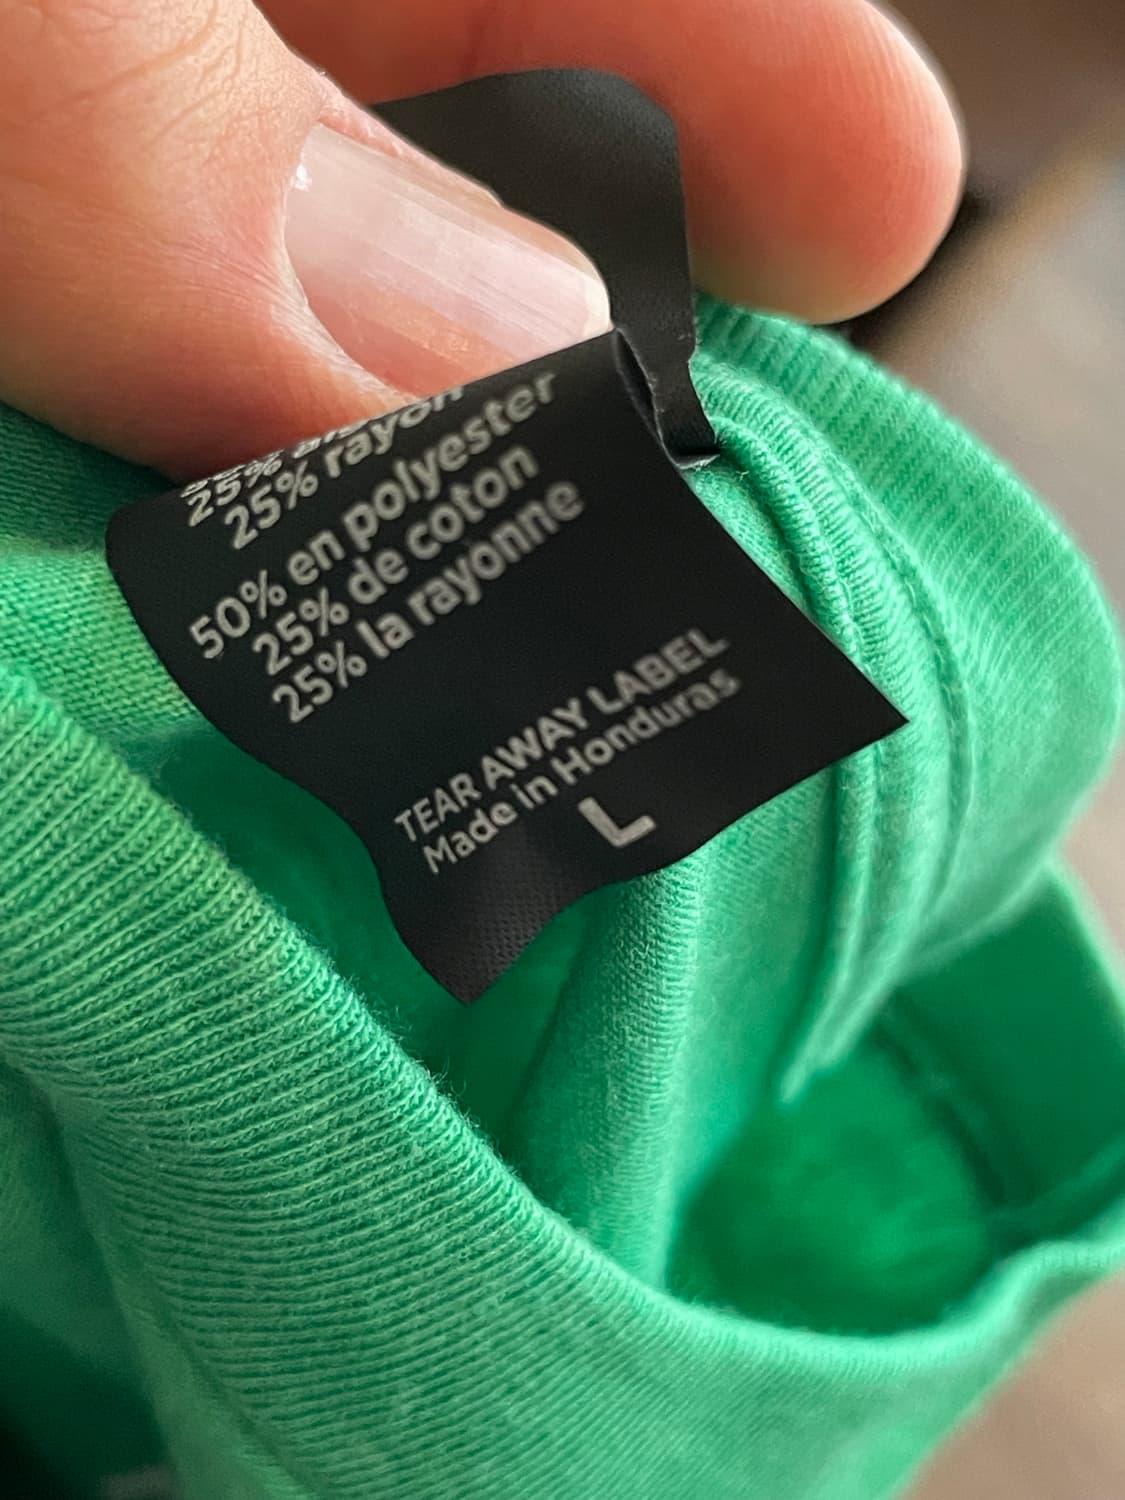 25% rayon
50% en polyester
25% de coton
25% la rayonne
TEAR AWAY LABEL
Made in Honduras
L